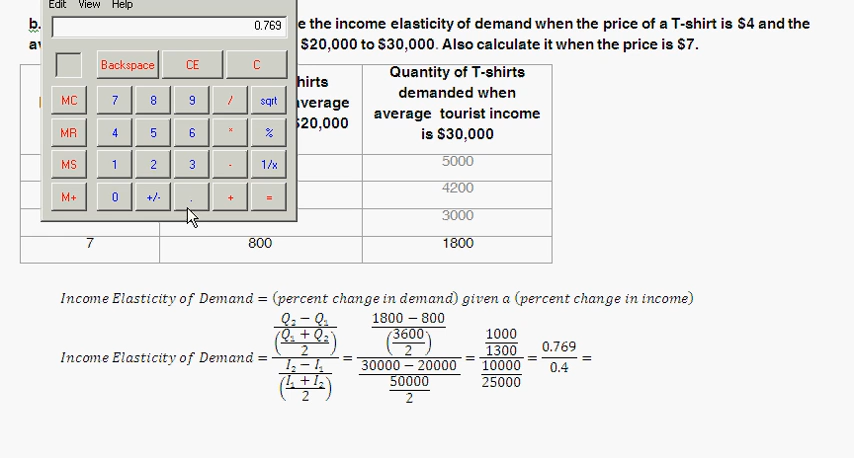 Edit View Help
0.769
Backspace CE C
MC 7 8 9 / sqrt
MR 4 5 6 * %
MS 1 2 3 - 1/x
M+ 0 +/- . + =
b. e the income elasticity of demand when the price of a T-shirt is $4 and the
$20,000 to $30,000. Also calculate it when the price is $7.
hirts
verage
$20,000
Quantity of T-shirts
demanded when
average tourist income
is $30,000
5000
4200
3000
7 800 1800
Income Elasticity of Demand = (percent change in demand) given a (percent change in income)
Income Elasticity of Demand = ((Q₂ − Q₁)/((Q₁ + Q₂)/2))/((I₂ − I₁)/((I₁ + I₂)/2)) = ((1800 − 800)/(3600/2))/((30000 − 20000)/(50000/2)) = (1000/1300)/(10000/25000) = 0.769/0.4 =